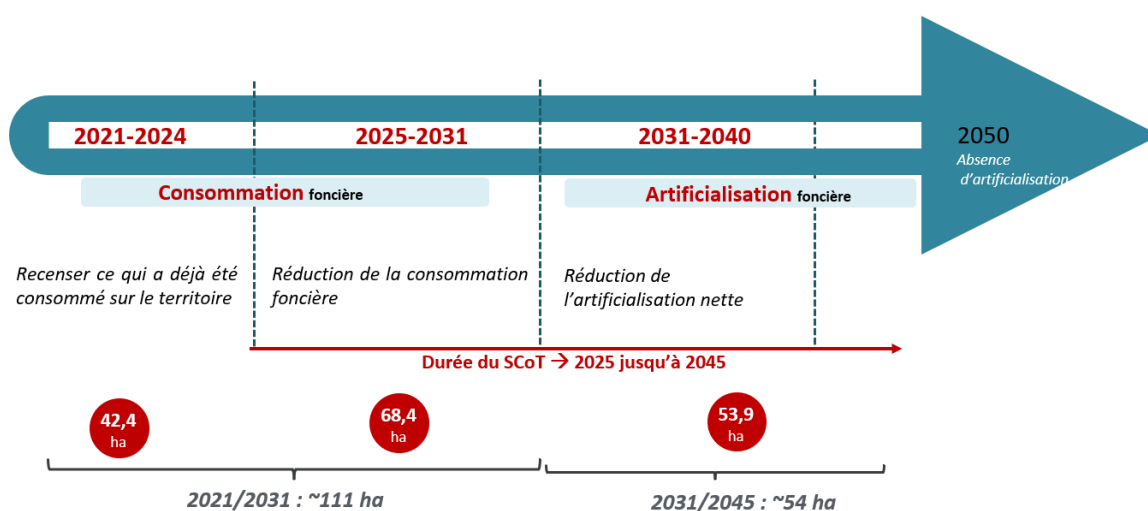 2021-2024
2025-2031
2031-2040
2050
Absence
d’artificialisation
Consommation foncière
Artificialisation foncière
Recenser ce qui a déjà été
consommé sur le territoire
Réduction de la consommation
foncière
Réduction de
l’artificialisation nette
Durée du SCoT → 2025 jusqu’à 2045
42,4
ha
68,4
ha
53,9
ha
2021/2031 : ~111 ha
2031/2045 : ~54 ha